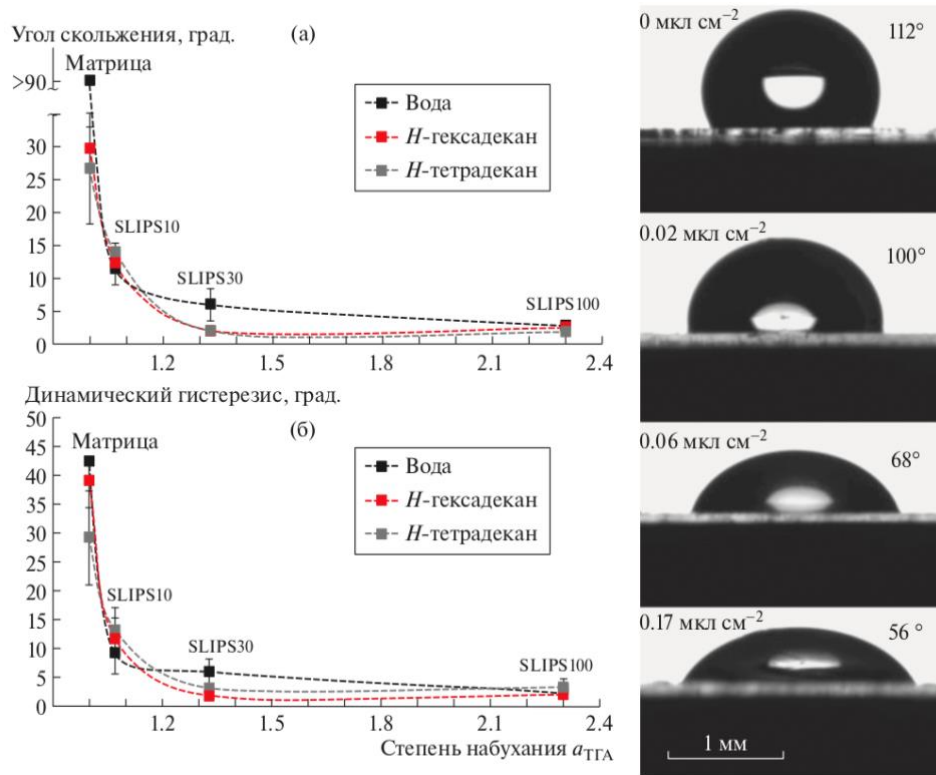 Угол скольжения, град.
(а)
Матрица
>90
30
25
20
15
10
5
0
SLIPS10
SLIPS30
SLIPS100
Вода
Н-гексадекан
Н-тетрадекан
1.2
1.5
1.8
2.1
2.4
Динамический гистерезис, град.
(б)
50
45
40
35
30
25
20
15
10
5
0
Матрица
SLIPS10
SLIPS30
SLIPS100
Вода
Н-гексадекан
Н-тетрадекан
1.2
1.5
1.8
2.1
2.4
Степень набухания aТГА
0 мкл см−2
112°
0.02 мкл см−2
100°
0.06 мкл см−2
68°
0.17 мкл см−2
56 °
1 мм